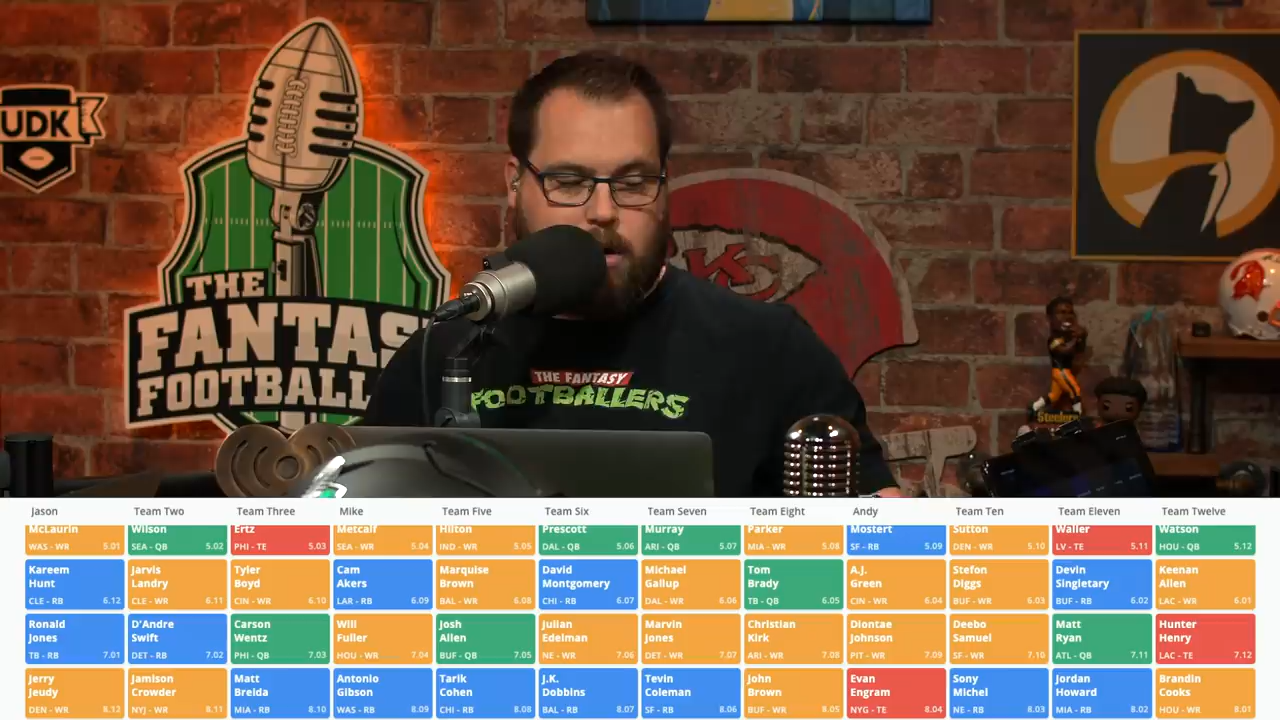 UDK
THE
FANTAS
FOOTBALL
KC
THE FANTASY
FOOTBALLERS
Steelers
Jason Team Two Team Three Mike Team Five Team Six Team Seven Team Eight Andy Team Ten Team Eleven Team Twelve
McLaurin Wilson Ertz Metcalf Hilton Prescott Murray Parker Mostert Sutton Waller Watson
WAS - WR 5.01 SEA - QB 5.02 PHI - TE 5.03 SEA - WR 5.04 IND - WR 5.05 DAL - QB 5.06 ARI - QB 5.07 MIA - WR 5.08 SF - RB 5.09 DEN - WR 5.10 LV - TE 5.11 HOU - QB 5.12
Kareem Jarvis Tyler Cam Marquise David Michael Tom A.J. Stefon Devin Keenan
Hunt Landry Boyd Akers Brown Montgomery Gallup Brady Green Diggs Singletary Allen
CLE - RB 6.12 CLE - WR 6.11 CIN - WR 6.10 LAR - RB 6.09 BAL - WR 6.08 CHI - RB 6.07 DAL - WR 6.06 TB - QB 6.05 CIN - WR 6.04 BUF - WR 6.03 BUF - RB 6.02 LAC - WR 6.01
Ronald D'Andre Carson Will Josh Julian Marvin Christian Diontae Deebo Matt Hunter
Jones Swift Wentz Fuller Allen Edelman Jones Kirk Johnson Samuel Ryan Henry
TB - RB 7.01 DET - RB 7.02 PHI - QB 7.03 HOU - WR 7.04 BUF - QB 7.05 NE - WR 7.06 DET - WR 7.07 ARI - WR 7.08 PIT - WR 7.09 SF - WR 7.10 ATL - QB 7.11 LAC - TE 7.12
Jerry Jamison Matt Antonio Tarik J.K. Tevin John Evan Sony Jordan Brandin
Jeudy Crowder Breida Gibson Cohen Dobbins Coleman Brown Engram Michel Howard Cooks
DEN - WR 8.12 NYJ - WR 8.11 MIA - RB 8.10 WAS - RB 8.09 CHI - RB 8.08 BAL - RB 8.07 SF - RB 8.06 BUF - WR 8.05 NYG - TE 8.04 NE - RB 8.03 MIA - RB 8.02 HOU - WR 8.01